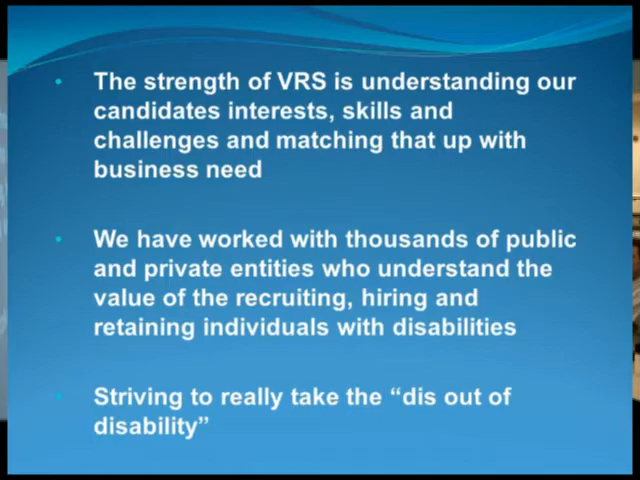 • The strength of VRS is understanding our
candidates interests, skills and
challenges and matching that up with
business need
• We have worked with thousands of public
and private entities who understand the
value of the recruiting, hiring and
retaining individuals with disabilities
• Striving to really take the “dis out of
disability”